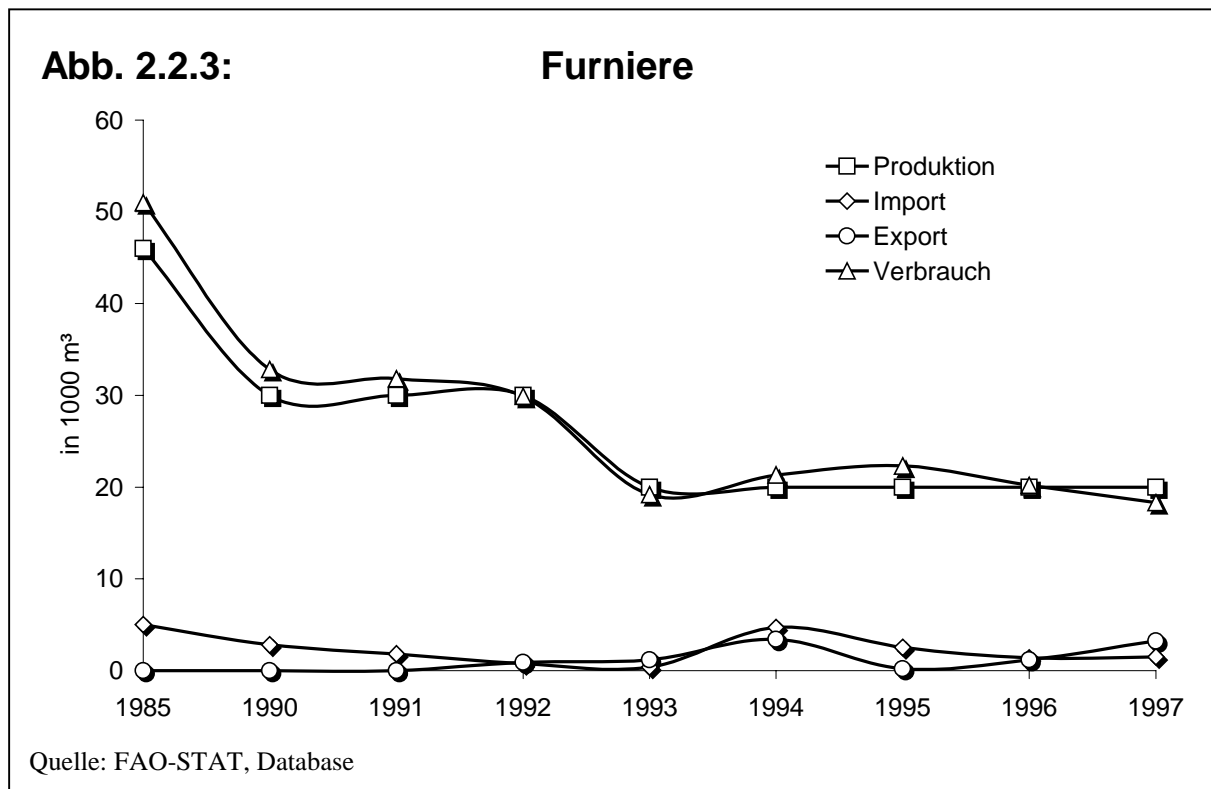 Abb. 2.2.3: Furniere
60
50
40
30
20
10
0
in 1000 m³
Produktion
Import
Export
Verbrauch
1985 1990 1991 1992 1993 1994 1995 1996 1997
Quelle: FAO-STAT, Database